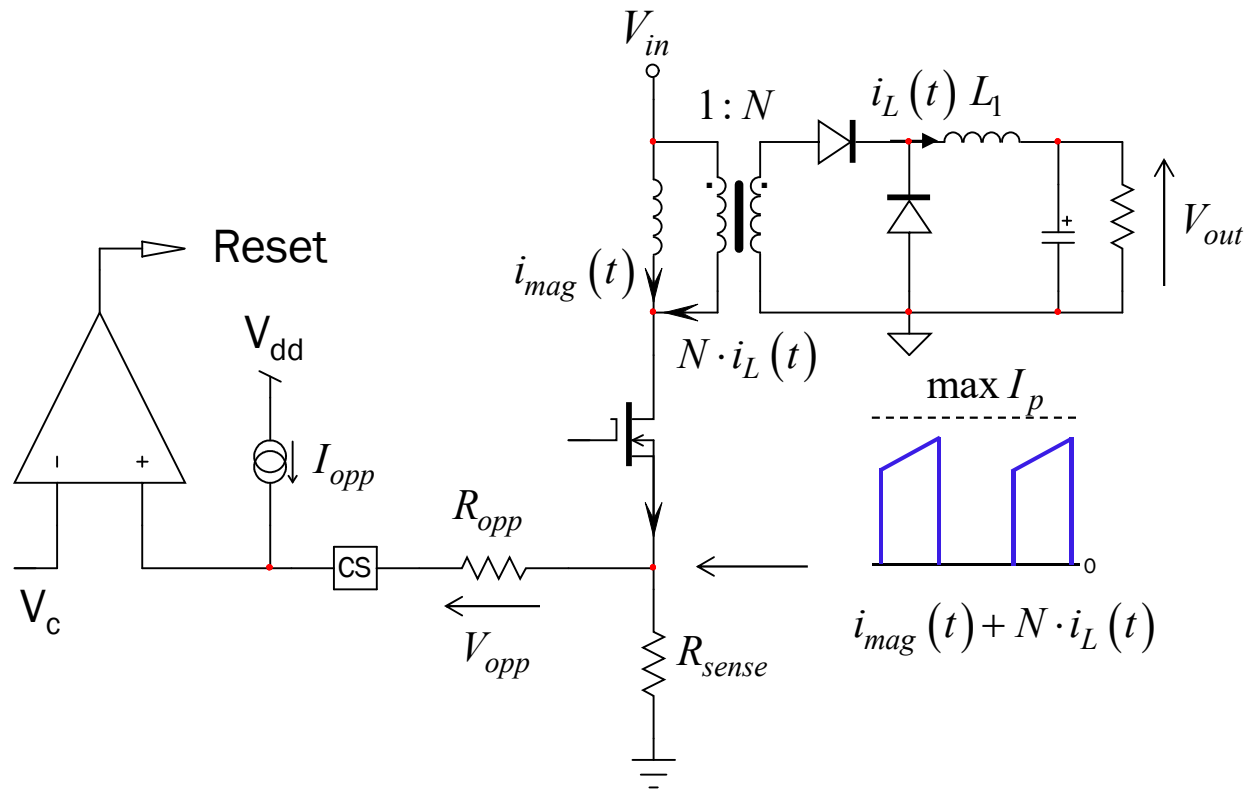 V_in
1 : N
i_L (t) L_1
Reset
i_mag (t)
V_out
V_dd
N · i_L (t)
max I_p
- +
I_opp
+
R_opp
CS
0
V_c
V_opp
R_sense
i_mag (t) + N · i_L (t)